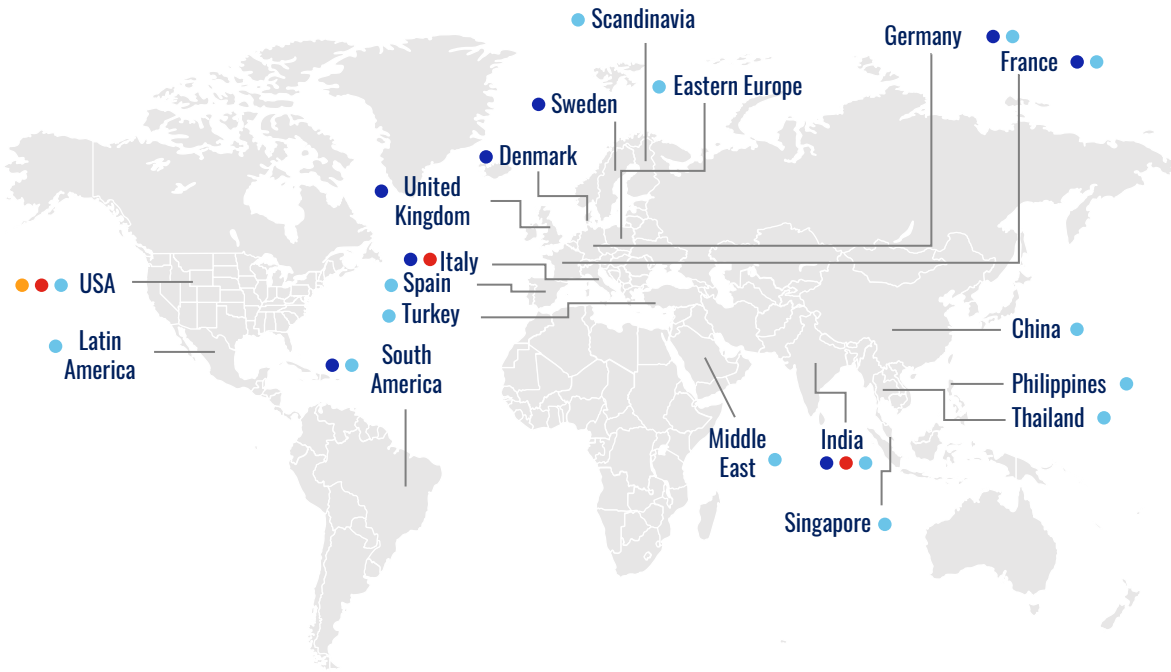 Scandinavia
Germany
France
Eastern Europe
Sweden
Denmark
United
Kingdom
Italy
Spain
Turkey
USA
Latin
America
South
America
China
Philippines
Thailand
Middle
East
India
Singapore